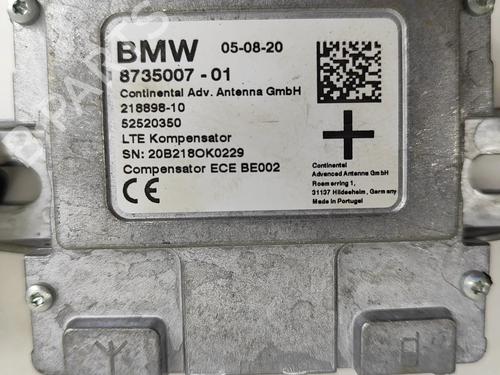 BMW 05-08-20
8735007 - 01
Continental Adv. Antenna GmbH
218898-10
52520350
LTE Kompensator
SN: 20B218OK0229
Compensator ECE BE002
CE
Continental
Advanced Antenna GmbH
Roemerring 1,
31137 Hildesheim, Germany
Made in Portugal